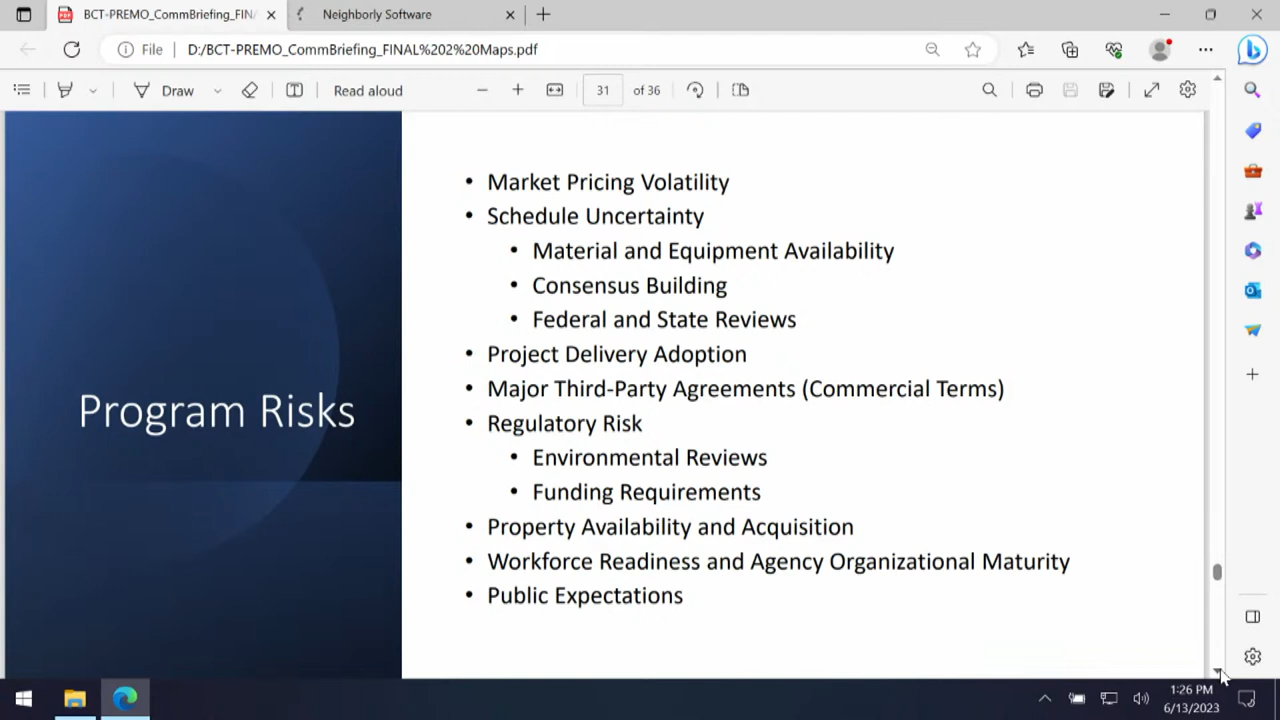 BCT-PREMO_CommBriefing_FIN
Neighborly Software
File
D:/BCT-PREMO_CommBriefing_FINAL%202%20Maps.pdf
Draw
Read aloud
31
of 36
Program Risks
• Market Pricing Volatility
• Schedule Uncertainty
• Material and Equipment Availability
• Consensus Building
• Federal and State Reviews
• Project Delivery Adoption
• Major Third-Party Agreements (Commercial Terms)
• Regulatory Risk
• Environmental Reviews
• Funding Requirements
• Property Availability and Acquisition
• Workforce Readiness and Agency Organizational Maturity
• Public Expectations
1:26 PM
6/13/2023